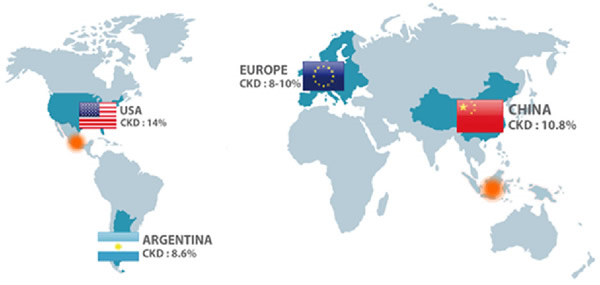 USA
CKD : 14%
ARGENTINA
CKD : 8.6%
EUROPE
CKD : 8-10%
CHINA
CKD : 10.8%